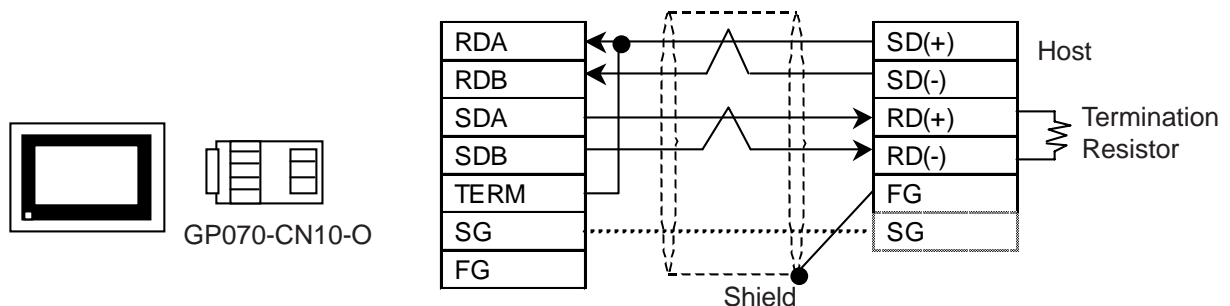 GP070-CN10-O
RDA
RDB
SDA
SDB
TERM
SG
FG
SD(+)
SD(-)
RD(+)
RD(-)
FG
SG
Host
Termination
Resistor
Shield